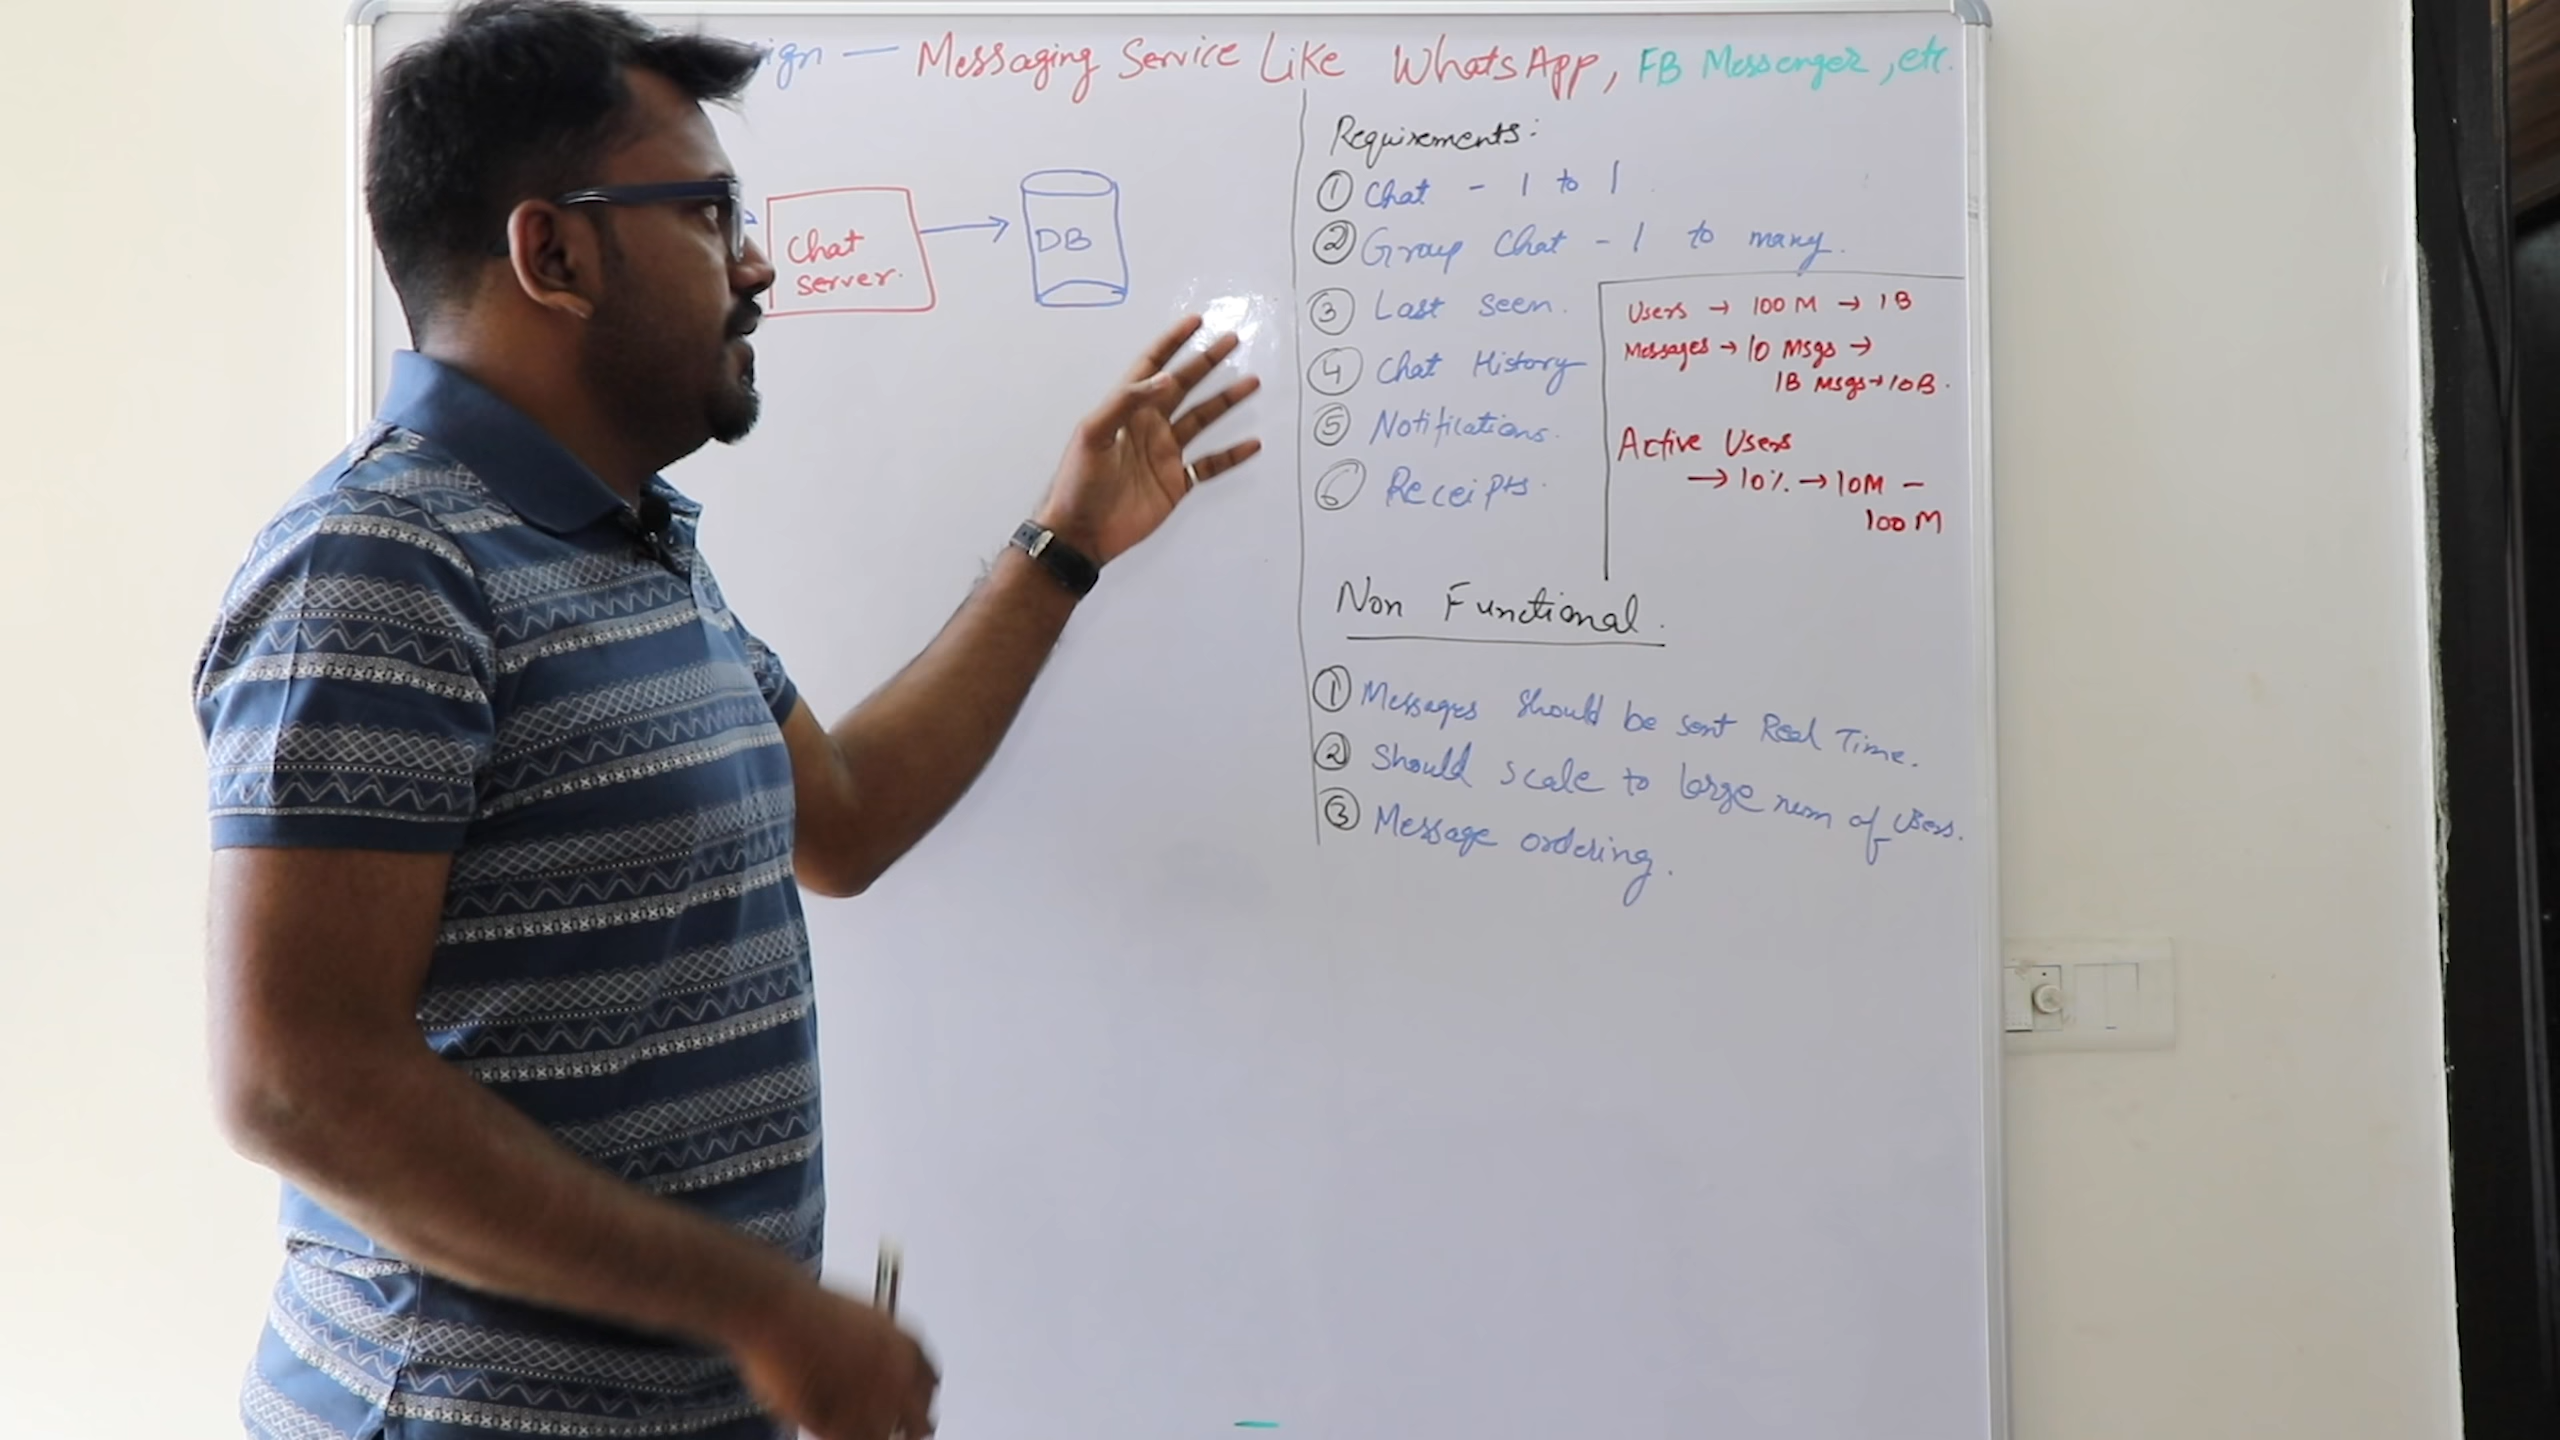 ign — Messaging Service Like WhatsApp, FB Messenger, etc.
Chat
server.
DB
Requirements:
① Chat - 1 to 1
② Group Chat - 1 to many.
③ Last seen.
④ Chat History
⑤ Notifications.
⑥ Receipts.
Users → 100 M → 1B
Messages → 10 Msgs →
1B Msgs → 10B.
Active Users
→ 10% → 10M -
100 M
Non Functional.
① Messages should be sent Real Time.
② Should scale to large num of users.
③ Message ordering.